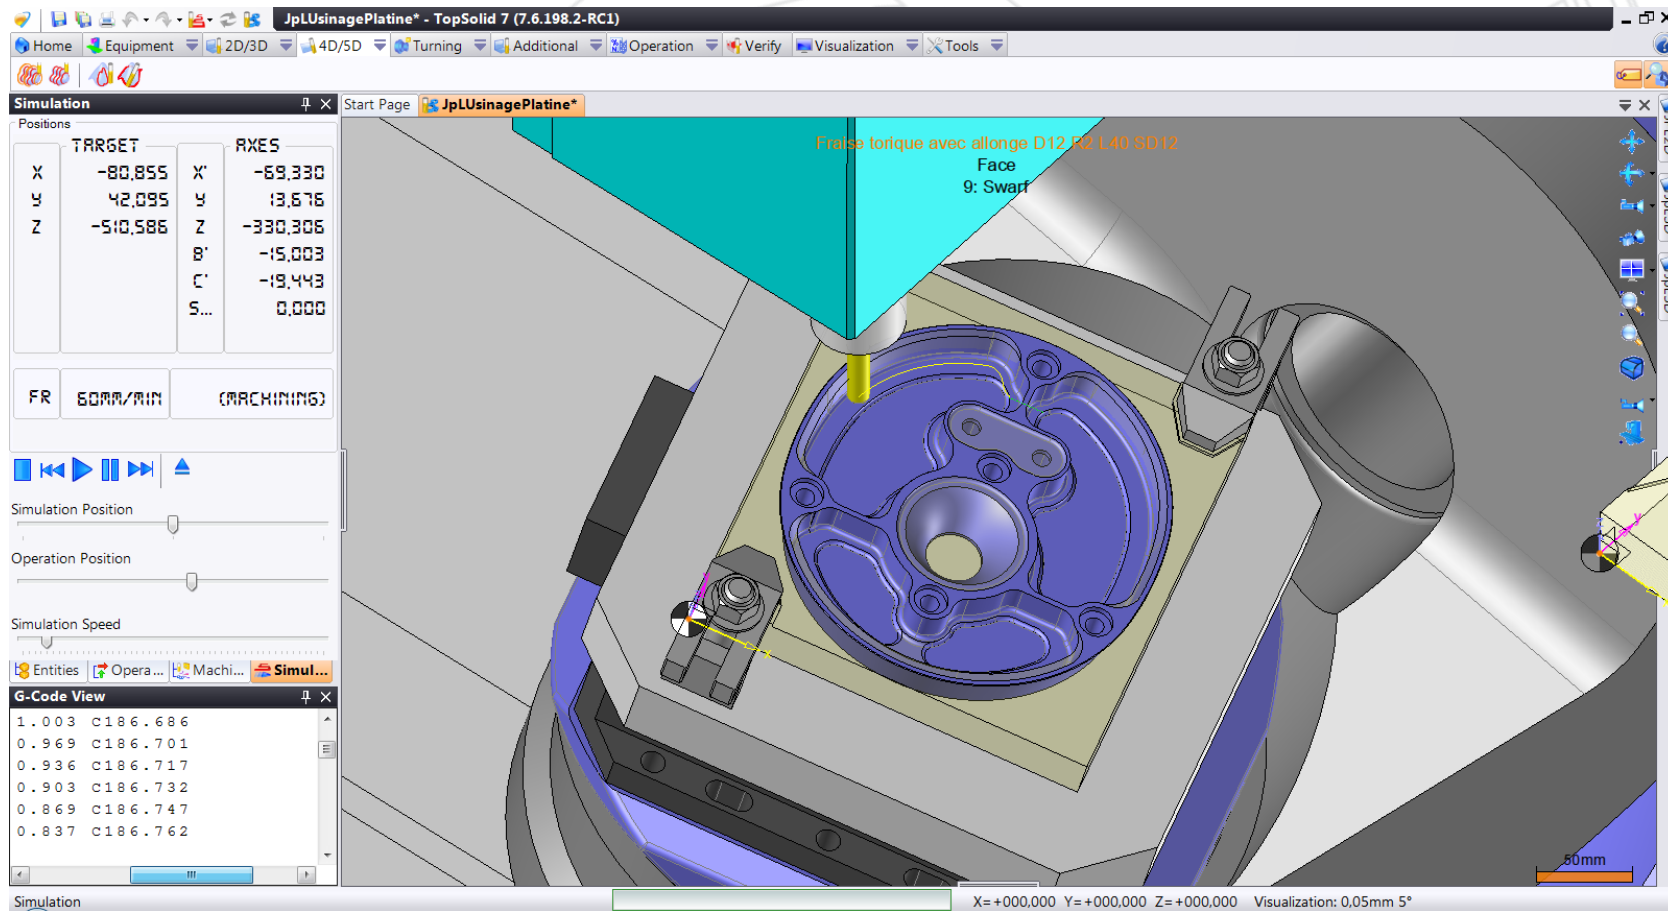 JpLUsinagePlatine* - TopSolid 7 (7.6.198.2-RC1)
Home Equipment 2D/3D 4D/5D Turning Additional Operation Verify Visualization Tools
Simulation
Start Page JpLUsinagePlatine*
Positions
TARGET AXES
X -80,855 X' -69,330
Y 42,095 Y 13,676
Z -510,586 Z -330,306
B' -15,003
C' -19,443
S... 0,000
FR 60MM/MIN (MACHINING)
Simulation Position
Operation Position
Simulation Speed
Entities Opera... Machi... Simul...
G-Code View
1.003 C186.686
0.969 C186.701
0.936 C186.717
0.903 C186.732
0.869 C186.747
0.837 C186.762
Fraise torique avec allonge D12 R2 L40 SD12
Face
9: Swarf
x
y
50mm
Simulation
X=+000,000 Y=+000,000 Z=+000,000 Visualization: 0,05mm 5°